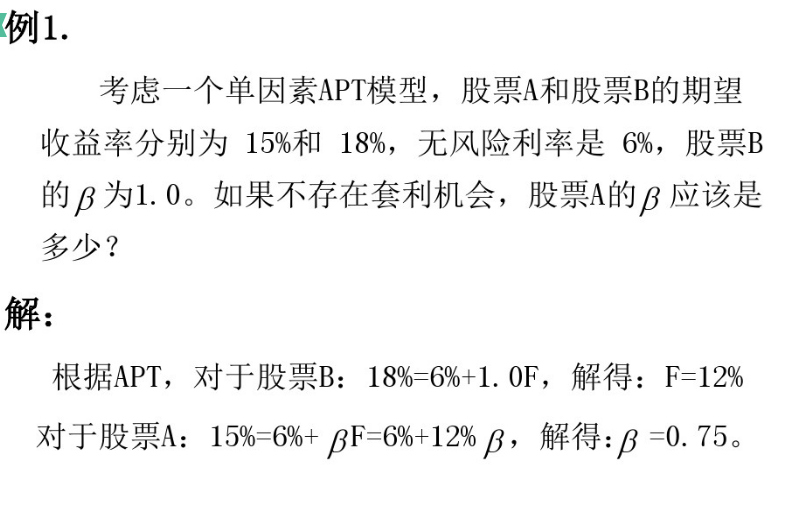 例1.
考虑一个单因素APT模型，股票A和股票B的期望
收益率分别为 15%和 18%，无风险利率是 6%，股票B
的β为1.0。如果不存在套利机会，股票A的β应该是
多少？
解：
根据APT，对于股票B：18%=6%+1.0F，解得：F=12%
对于股票A：15%=6%+ βF=6%+12%β，解得:β=0.75。